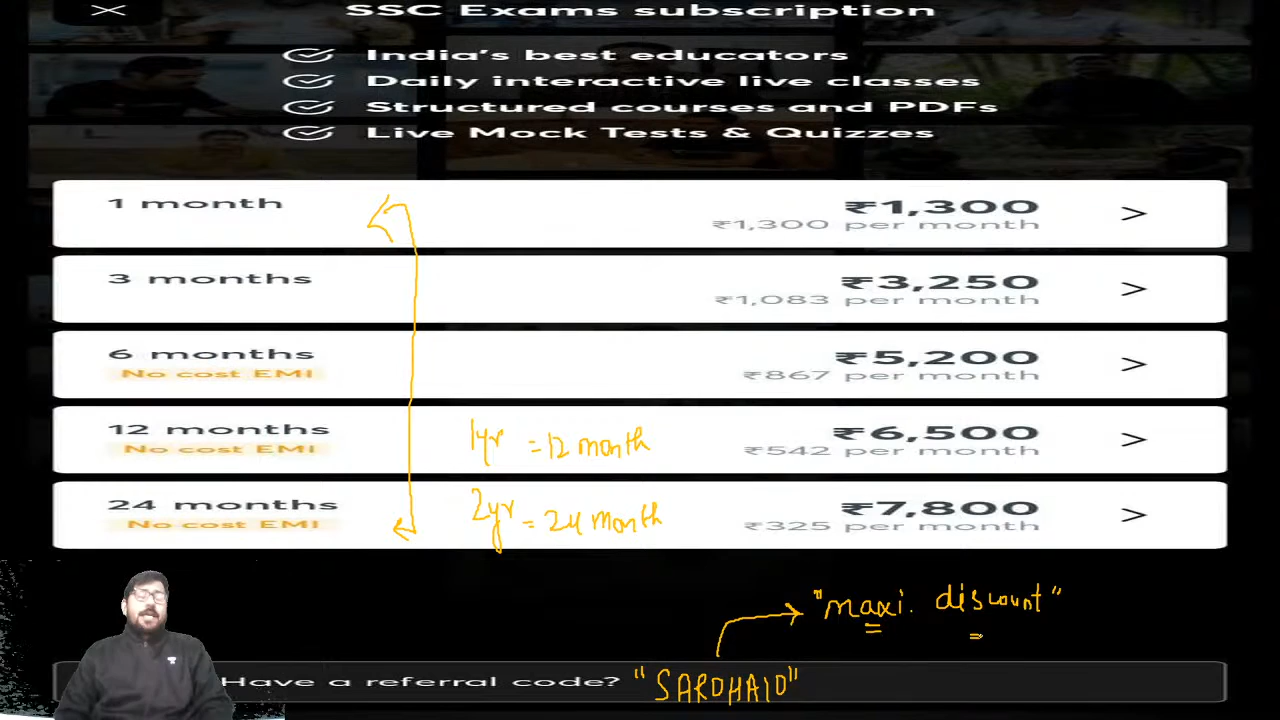 SSC Exams subscription
India's best educators
Daily interactive live classes
Structured courses and PDFs
Live Mock Tests & Quizzes
1 month
₹1,300
₹1,300 per month
3 months
₹3,250
₹1,083 per month
6 months
No cost EMI
₹5,200
₹867 per month
12 months
No cost EMI
1yr = 12 month
₹6,500
₹542 per month
24 months
No cost EMI
2yr = 24 month
₹7,800
₹325 per month
"maxi. discount"
Have a referral code? "SARDHA10"